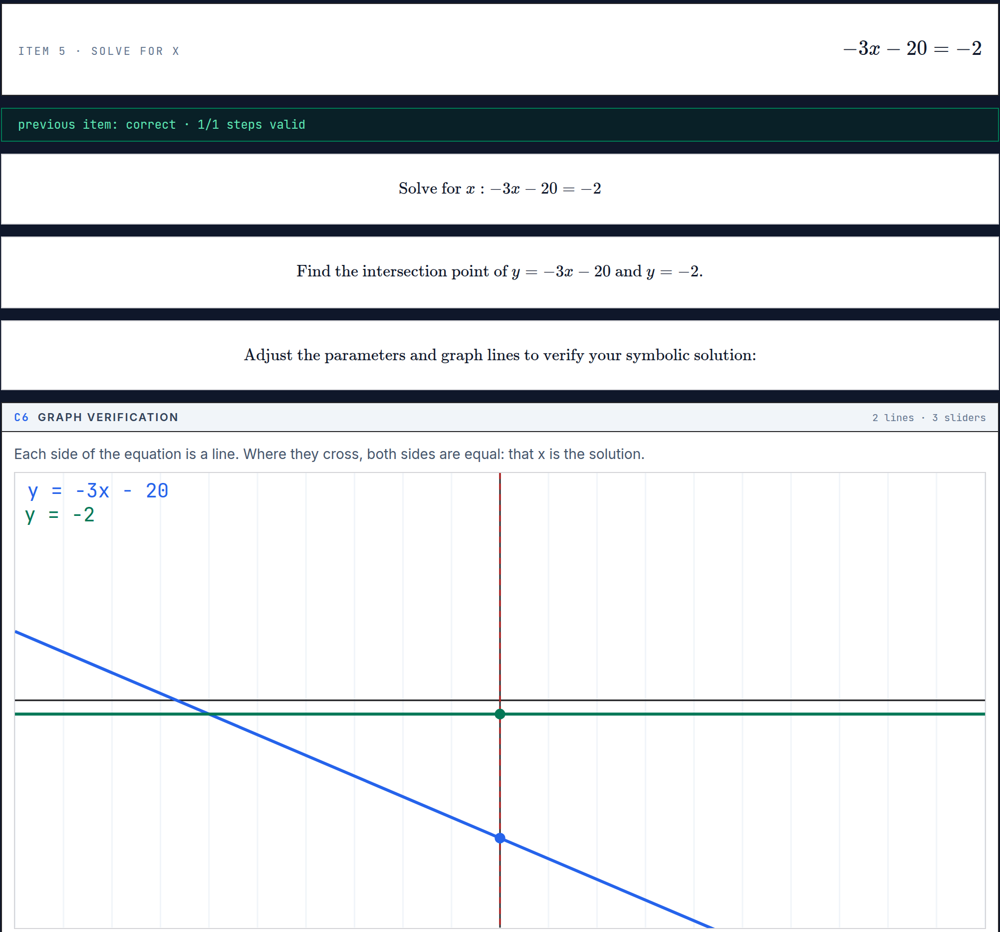 ITEM 5 · SOLVE FOR X
−3x − 20 = −2
previous item: correct · 1/1 steps valid
Solve for x : −3x − 20 = −2
Find the intersection point of y = −3x − 20 and y = −2.
Adjust the parameters and graph lines to verify your symbolic solution:
C6 GRAPH VERIFICATION
2 lines · 3 sliders
Each side of the equation is a line. Where they cross, both sides are equal: that x is the solution.
y = -3x - 20
y = -2